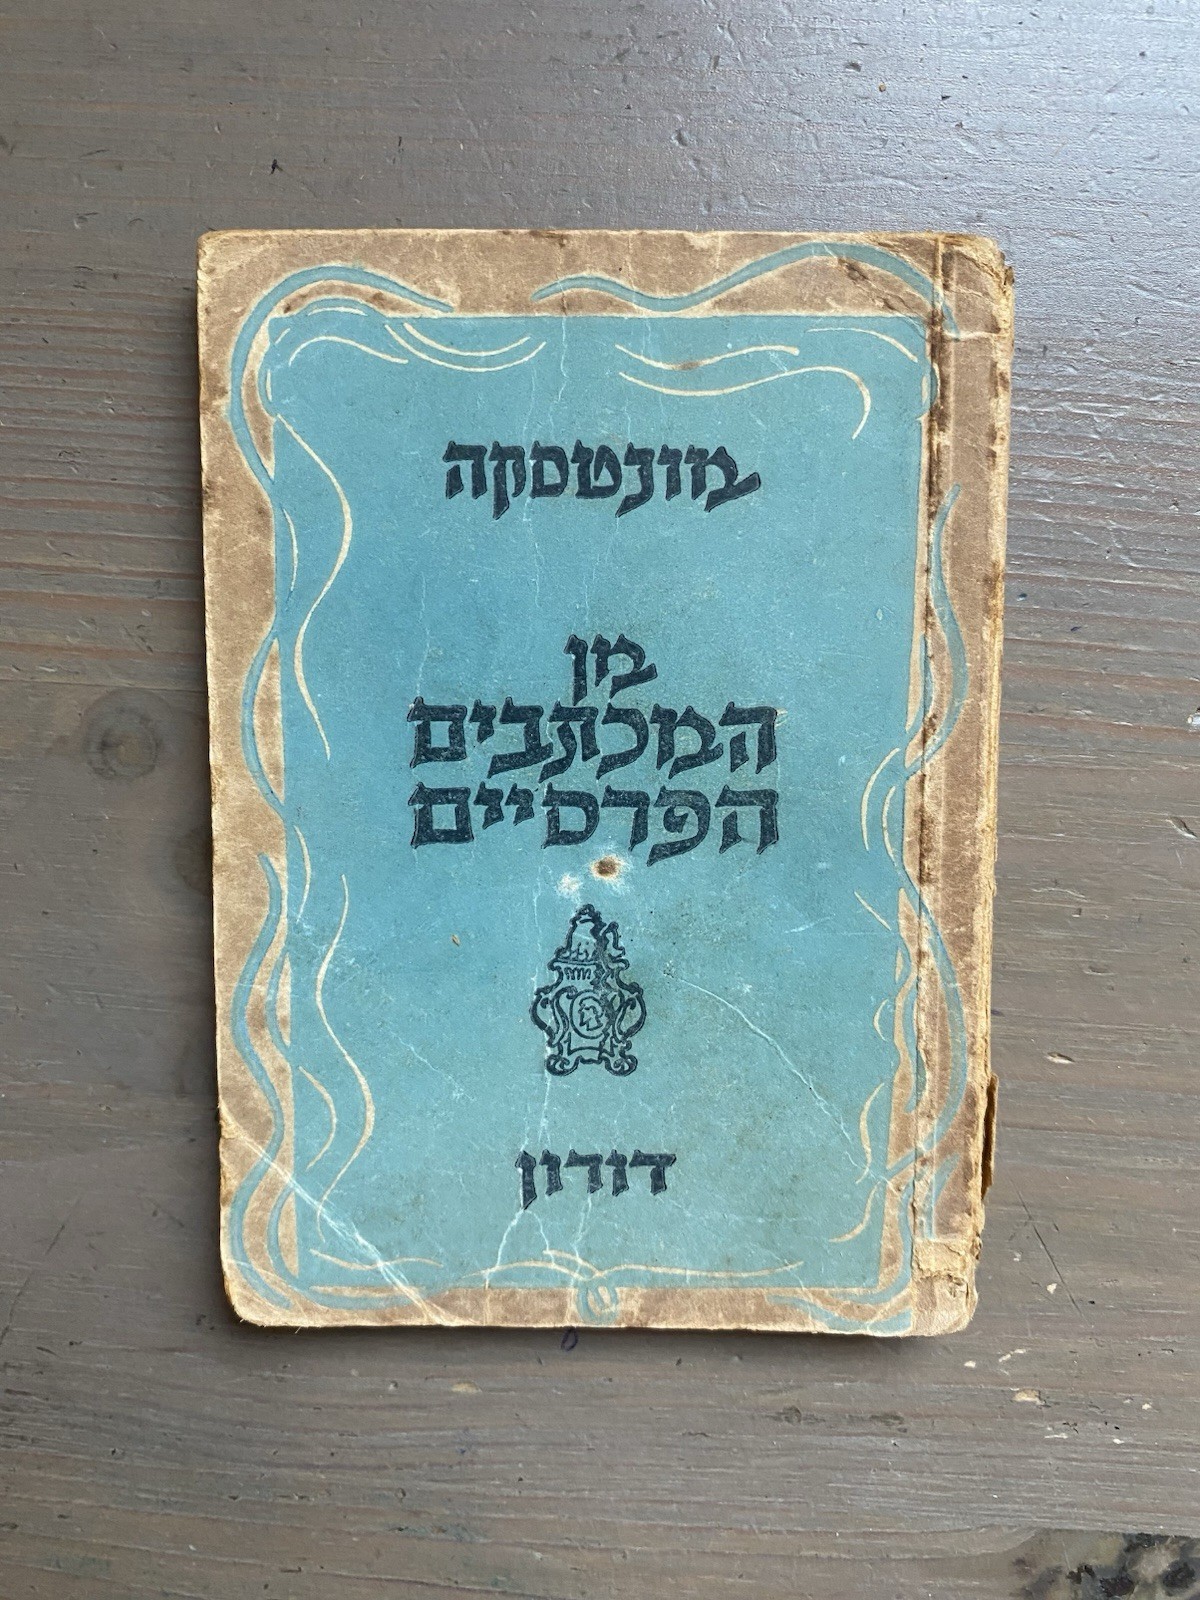 מונטסקה
מן
המכתבים
הפרסיים
דורון